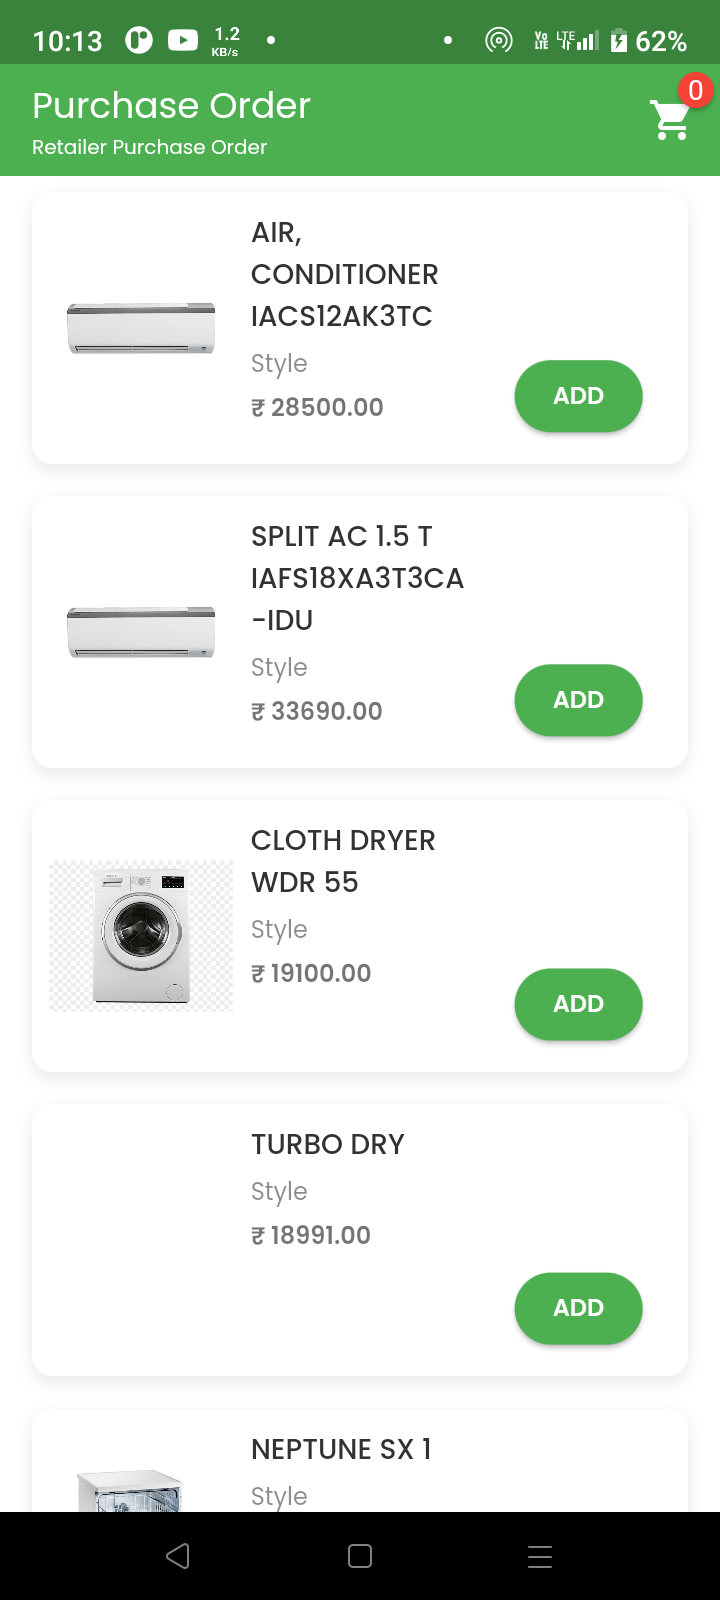 10:13
1.2
KB/s
Vo
LTE
LTE
62%
Purchase Order
0
Retailer Purchase Order
AIR,
CONDITIONER
IACS12AK3TC
Style
₹ 28500.00
ADD
SPLIT AC 1.5 T
IAFS18XA3T3CA
-IDU
Style
₹ 33690.00
ADD
CLOTH DRYER
WDR 55
Style
₹ 19100.00
ADD
TURBO DRY
Style
₹ 18991.00
ADD
NEPTUNE SX 1
Style